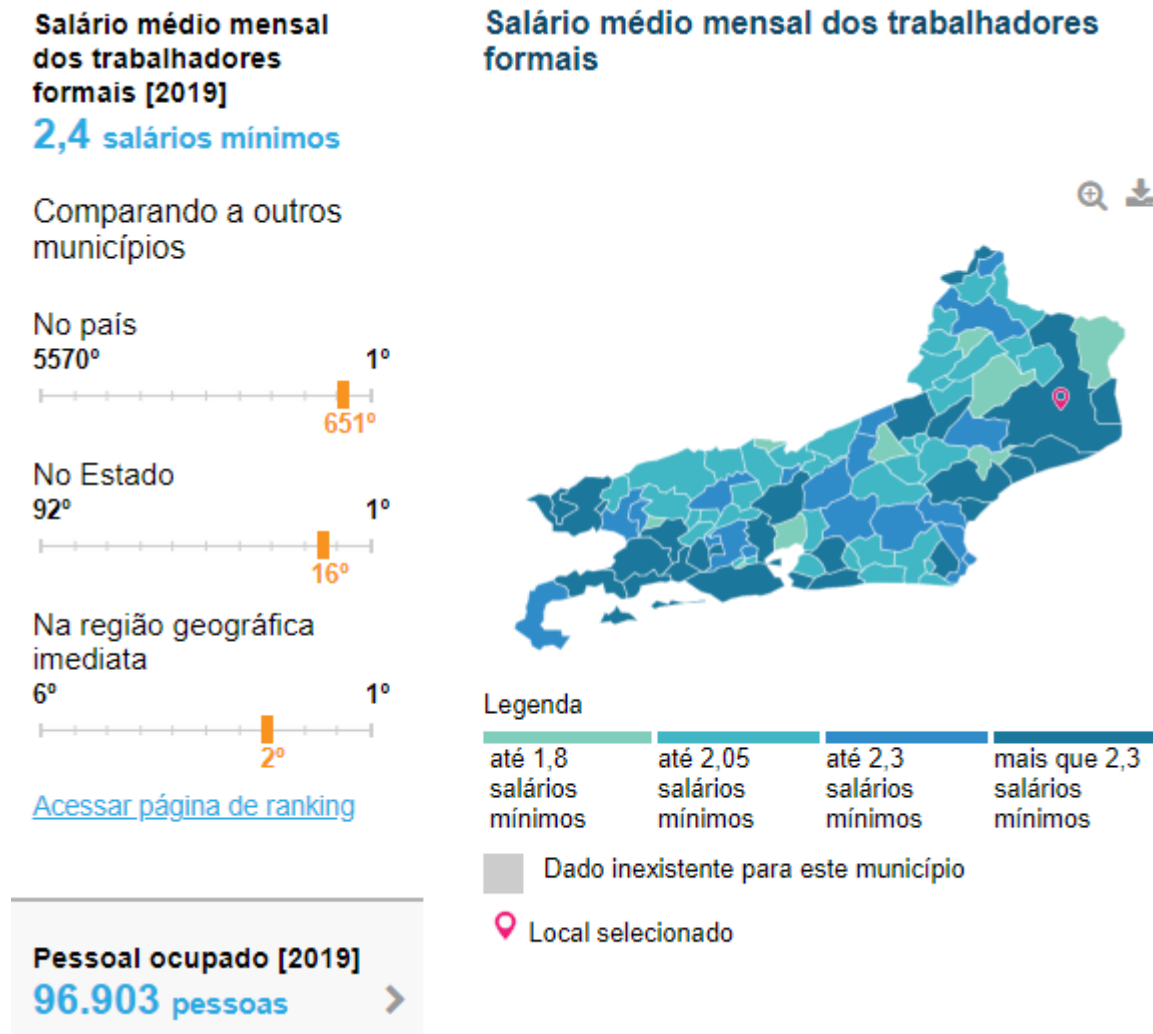 Salário médio mensal
dos trabalhadores
formais [2019]
2,4 salários mínimos
Comparando a outros
municípios
No país
5570º 1º
651º
No Estado
92º 1º
16º
Na região geográfica
imediata
6º 1º
2º
Acessar página de ranking
Pessoal ocupado [2019]
96.903 pessoas
Salário médio mensal dos trabalhadores
formais
Legenda
até 1,8
salários
mínimos
até 2,05
salários
mínimos
até 2,3
salários
mínimos
mais que 2,3
salários
mínimos
Dado inexistente para este município
Local selecionado